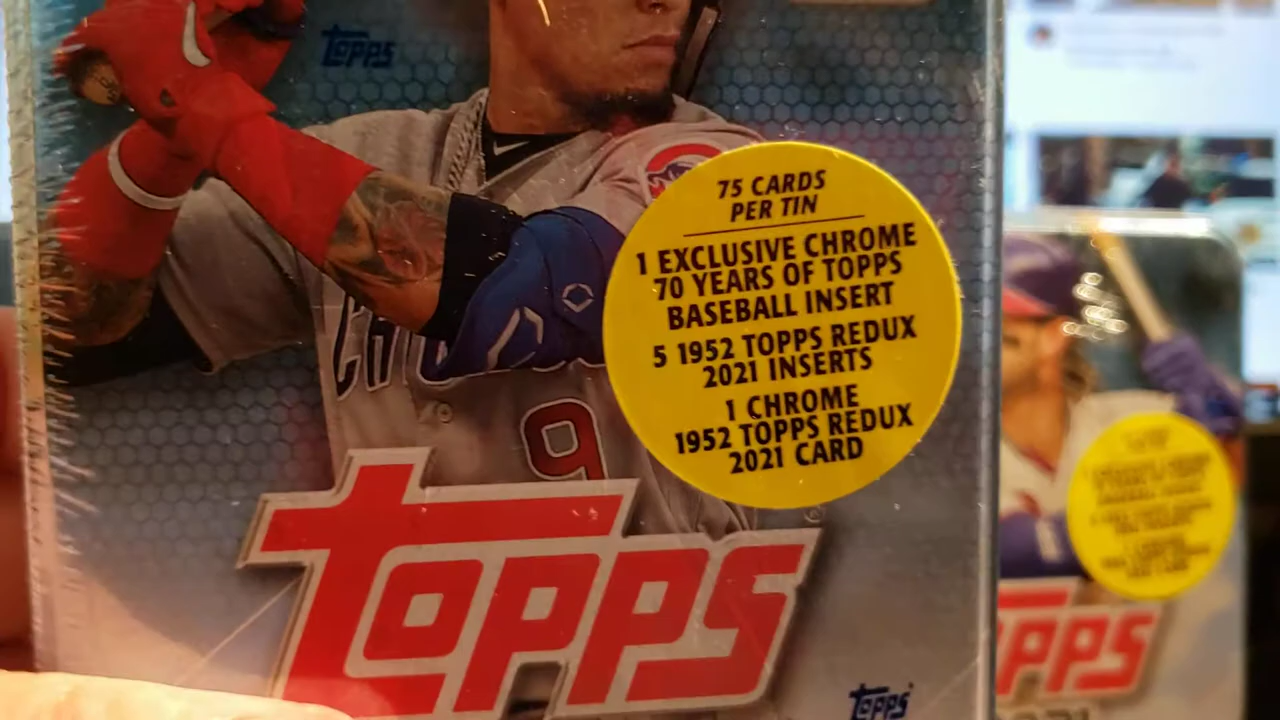 TOPPS
75 CARDS
PER TIN
1 EXCLUSIVE CHROME
70 YEARS OF TOPPS
BASEBALL INSERT
5 1952 TOPPS REDUX
2021 INSERTS
1 CHROME
1952 TOPPS REDUX
2021 CARD
9
TOPPS
TOPPS
PPS